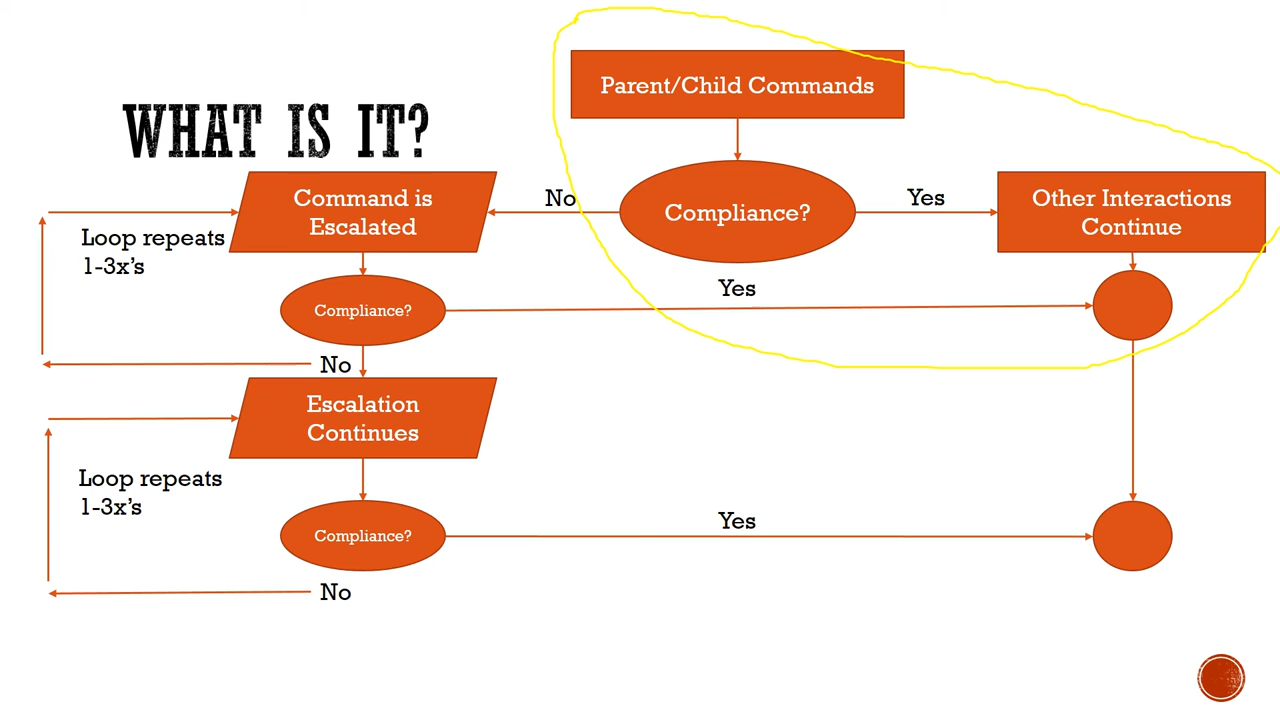 WHAT IS IT?
Parent/Child Commands
Compliance?
No
Yes
Other Interactions
Continue
Command is
Escalated
Loop repeats
1-3x's
Compliance?
Yes
No
Escalation
Continues
Loop repeats
1-3x's
Compliance?
Yes
No